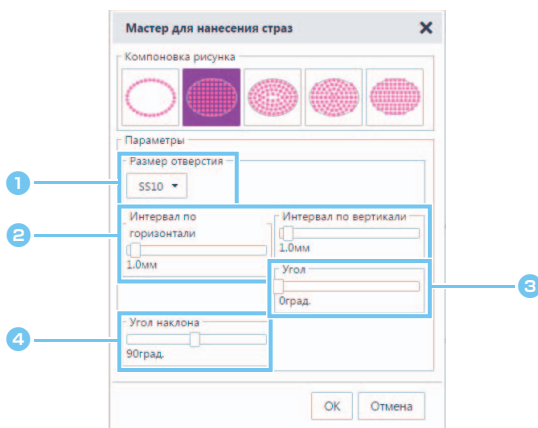 Мастер для нанесения страз
Компоновка рисунка
Параметры
Размер отверстия
1
SS10
Интервал по горизонтали
Интервал по вертикали
2
1.0мм
1.0мм
Угол
3
0град.
Угол наклона
4
90град.
OK
Отмена